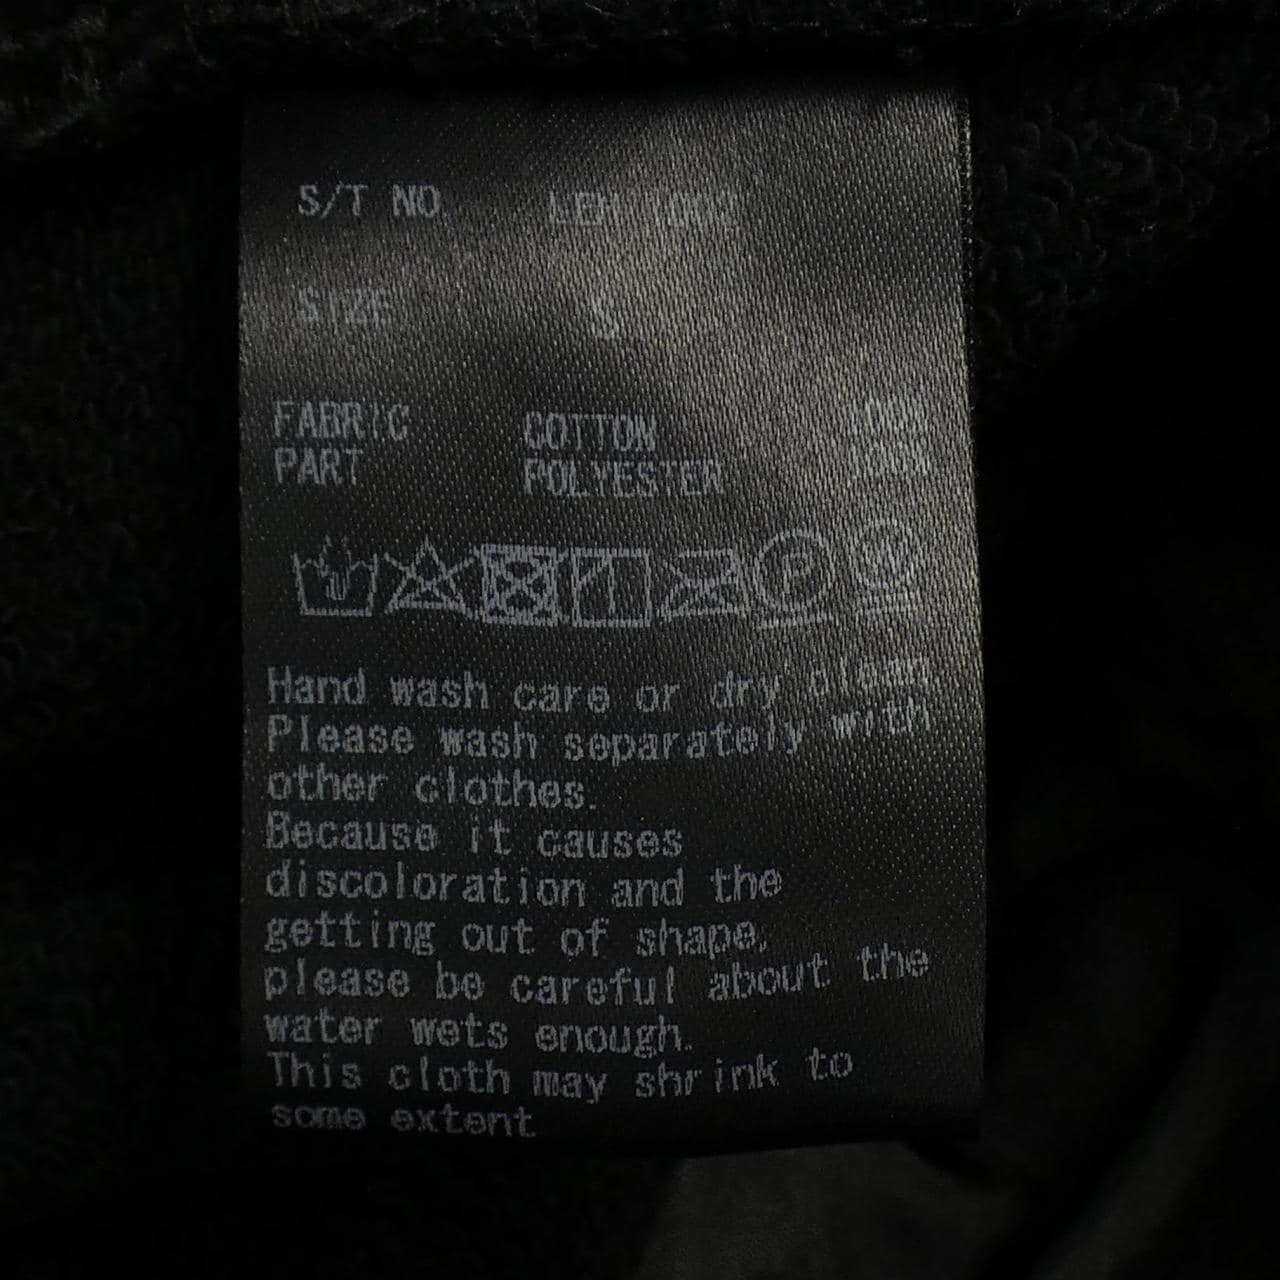 S/T NO.
SIZE S
FABRIC COTTON 100%
PART POLYESTER 100%
P W
Hand wash care or dry clean
Please wash separately with
other clothes.
Because it causes
discoloration and the
getting out of shape,
please be careful about the
water wets enough.
This cloth may shrink to
some extent